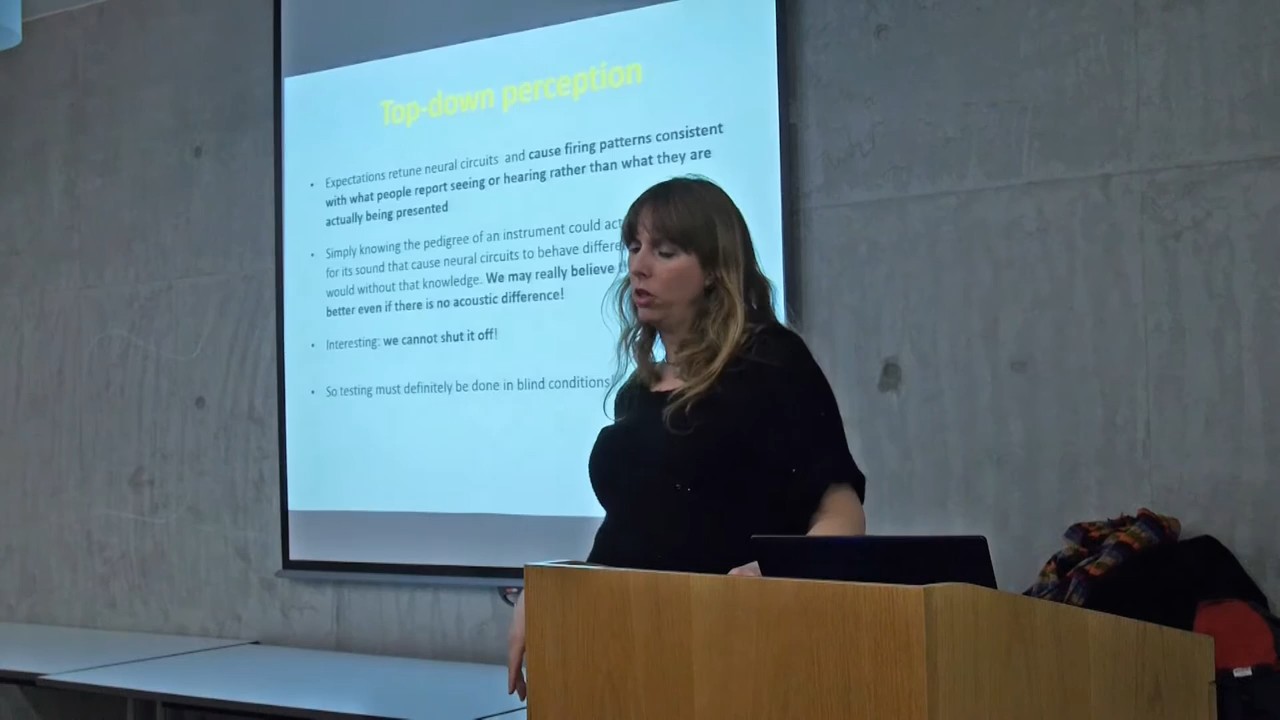 Top-down perception
• Expectations retune neural circuits and cause firing patterns consistent
with what people report seeing or hearing rather than what they are
actually being presented
• Simply knowing the pedigree of an instrument could
for its sound that cause neural circuits to behave
would without that knowledge. We may really believe
better even if there is no acoustic difference!
• Interesting: we cannot shut it off!
• So testing must definitely be done in blind conditions